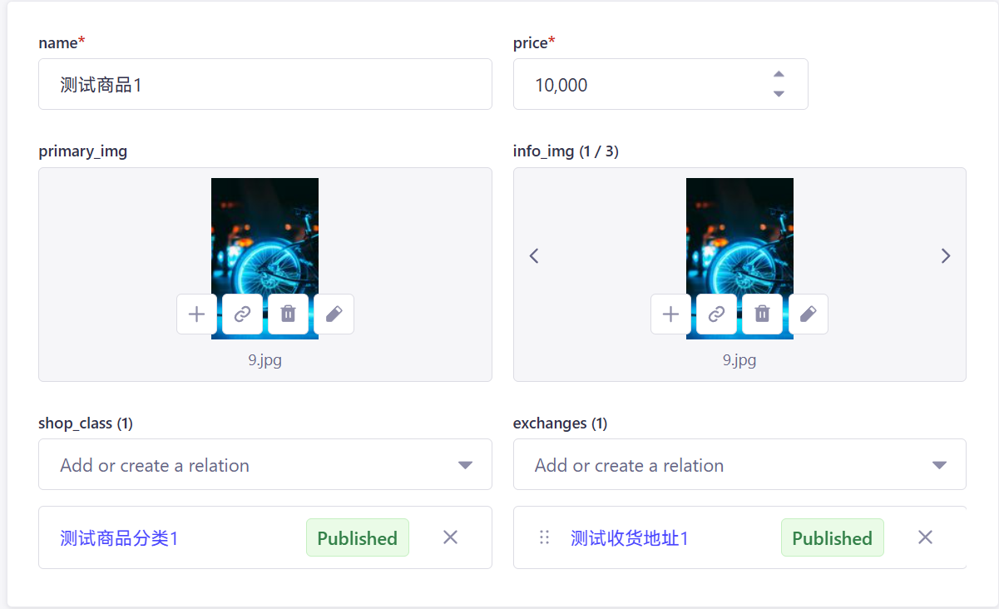 name*
price*
测试商品1
10,000
primary_img
info_img (1 / 3)
9.jpg
9.jpg
shop_class (1)
exchanges (1)
Add or create a relation
Add or create a relation
测试商品分类1
Published
测试收货地址1
Published